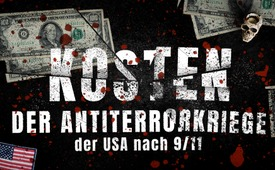 KOSTEN
DER ANTITERRORKRIEGE
der USA nach 9/11